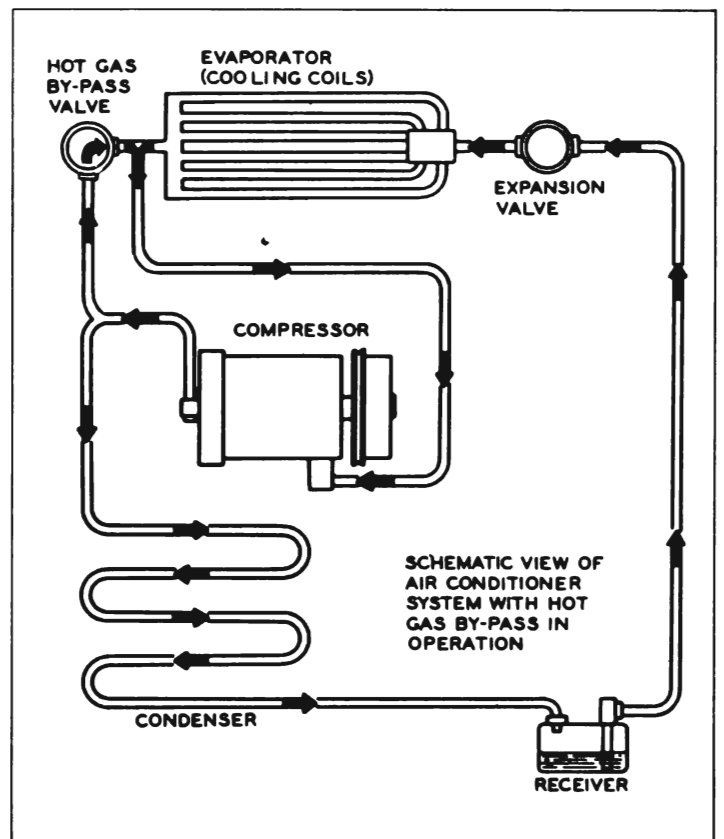 HOT GAS
BY-PASS
VALVE
EVAPORATOR
(COOLING COILS)
EXPANSION
VALVE
COMPRESSOR
SCHEMATIC VIEW OF
AIR CONDITIONER
SYSTEM WITH HOT
GAS BY-PASS IN
OPERATION
CONDENSER
RECEIVER